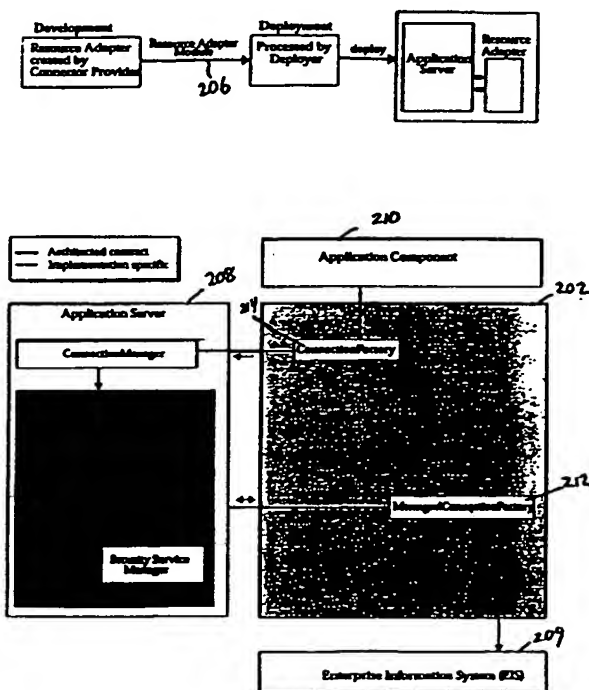 Development
Resource Adapter
created by
Connector Provider
Resource Adapter
Module
206
Deployment
Processed by
Deployer
deploy
Application
Server
Resource
Adapter
Architected contract
Implementation specific
210
Application Component
208
Application Server
ConnectionManager
Security Service
Manager
202
214
ConnectionFactory
212
ManagedConnectionFactory
209
Enterprise Information System (EIS)